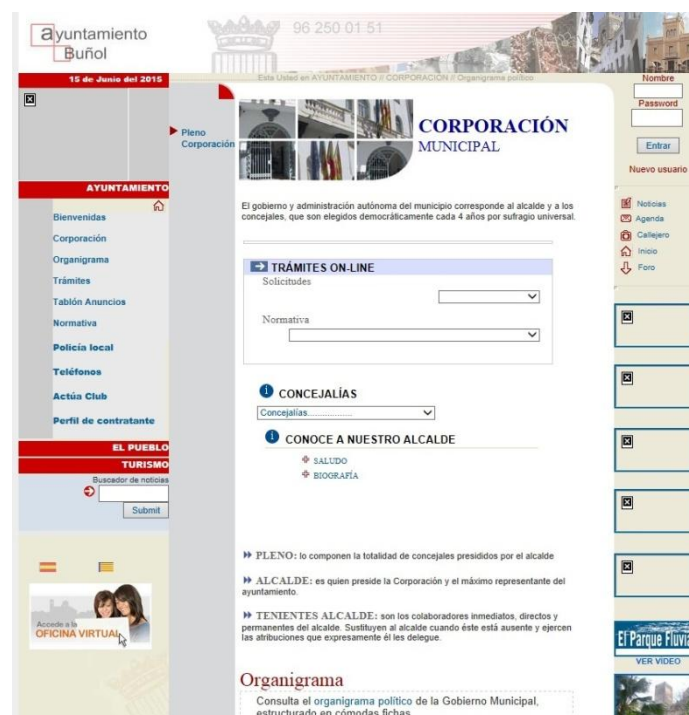 ayuntamiento
Buñol
96 250 01 51
15 de Junio del 2015
Esta Usted en AYUNTAMIENTO // CORPORACIÓN // Organigrama político
Nombre
Password
Entrar
Nuevo usuario
Pleno
Corporación
CORPORACIÓN
MUNICIPAL
AYUNTAMIENTO
Bienvenidas
Corporación
Organigrama
Trámites
Tablón Anuncios
Normativa
Policía local
Teléfonos
Actúa Club
Perfil de contratante
EL PUEBLO
TURISMO
Buscador de noticias
Submit
Accede a la
OFICINA VIRTUAL
El gobierno y administración autónoma del municipio corresponde al alcalde y a los
concejales, que son elegidos democráticamente cada 4 años por sufragio universal.
TRÁMITES ON-LINE
Solicitudes
Normativa
CONCEJALÍAS
Concejalías..................
CONOCE A NUESTRO ALCALDE
SALUDO
BIOGRAFÍA
PLENO: lo componen la totalidad de concejales presididos por el alcalde
ALCALDE: es quien preside la Corporación y el máximo representante del
ayuntamiento.
TENIENTES ALCALDE: son los colaboradores inmediatos, directos y
permanentes del alcalde. Sustituyen al alcalde cuando éste está ausente y ejercen
las atribuciones que expresamente él les delegue.
Organigrama
Consulta el organigrama político de la Gobierno Municipal,
estructurado en cómodas fichas
Noticias
Agenda
Callejero
Inicio
Foro
El Parque Fluvia
VER VÍDEO